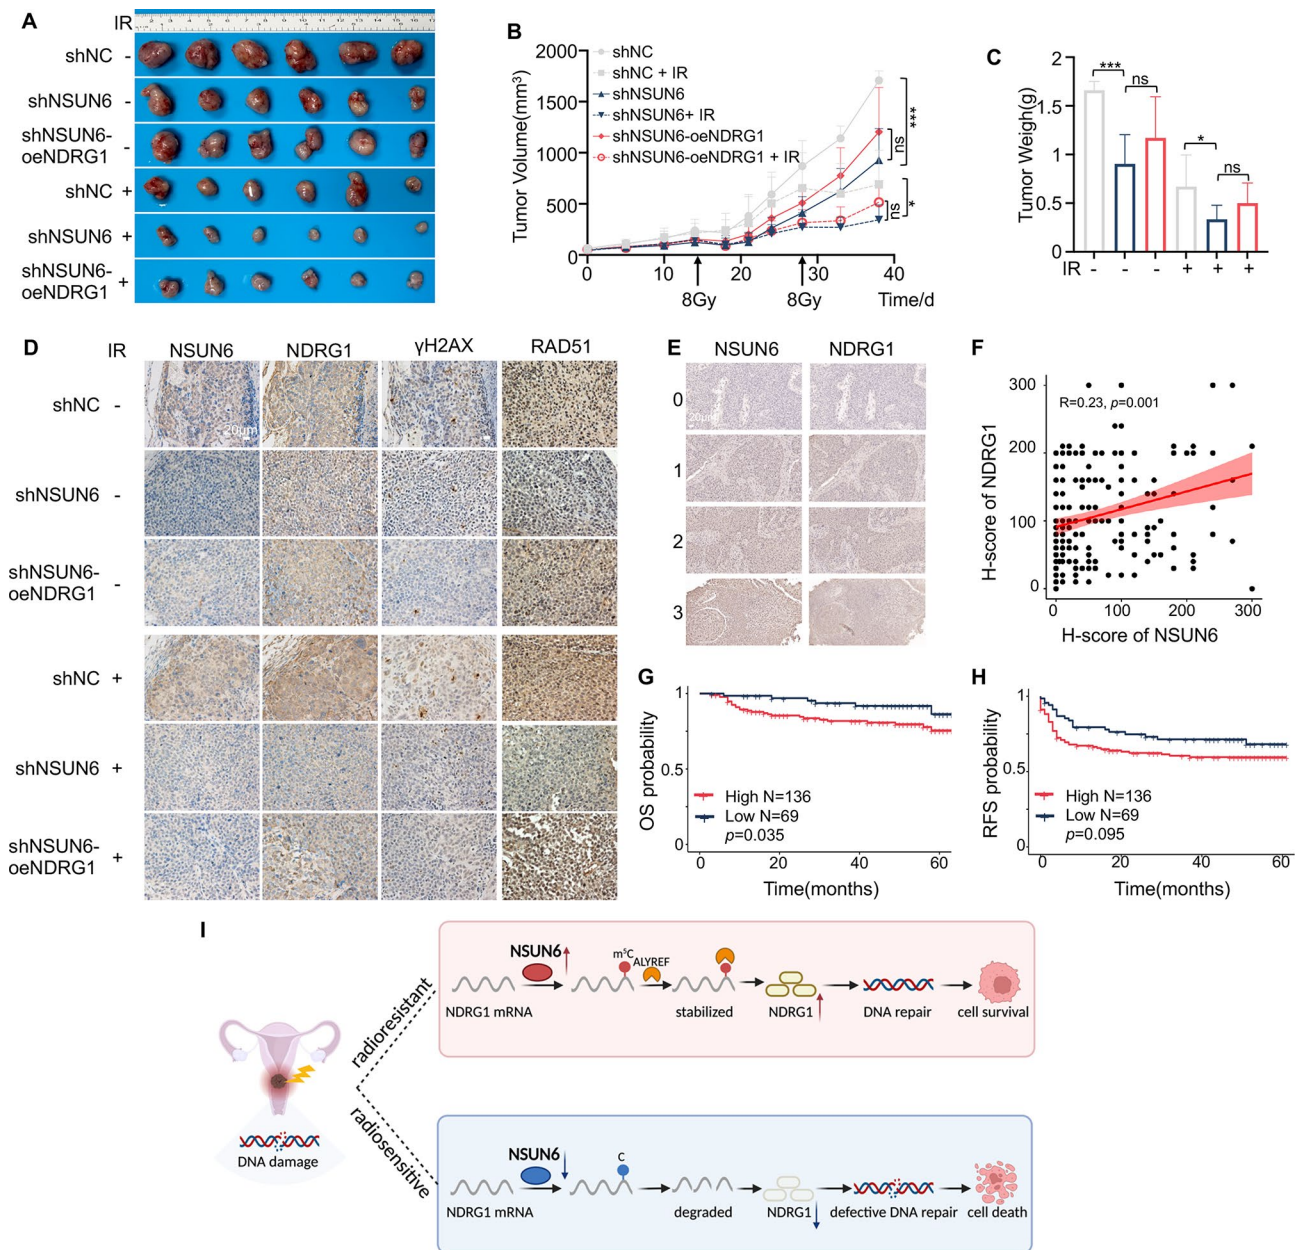 A
IR
shNC -
shNSUN6 -
shNSUN6-
oeNDRG1 -
shNC +
shNSUN6 +
shNSUN6-
oeNDRG1 +
B
Tumor Volume(mm³)
2000
1500
1000
500
0
0 10 20 30 40
8Gy 8Gy Time/d
shNC
shNC + IR
shNSUN6
shNSUN6+ IR
shNSUN6-oeNDRG1
shNSUN6-oeNDRG1 + IR
***
ns
*
ns
C
Tumor Weigh(g)
2
1.5
1
0.5
0
*** ns
* ns
IR - - - + + +
D
IR
NSUN6 NDRG1 γH2AX RAD51
shNC -
20μm
shNSUN6 -
shNSUN6-
oeNDRG1 -
shNC +
shNSUN6 +
shNSUN6-
oeNDRG1 +
E
NSUN6 NDRG1
0
20μm
1
2
3
F
H-score of NDRG1
300
200
100
0
R=0.23, p=0.001
0 100 200 300
H-score of NSUN6
G
OS probability
1
0.5
0
High N=136
Low N=69
p=0.035
0 20 40 60
Time(months)
H
RFS probability
1
0.5
0
High N=136
Low N=69
p=0.095
0 20 40 60
Time(months)
I
DNA damage
radioresistant
radiosensitive
NSUN6
m⁵C
ALYREF
NDRG1 mRNA
stabilized
NDRG1
DNA repair
cell survival
NSUN6
C
NDRG1 mRNA
degraded
NDRG1
defective DNA repair
cell death